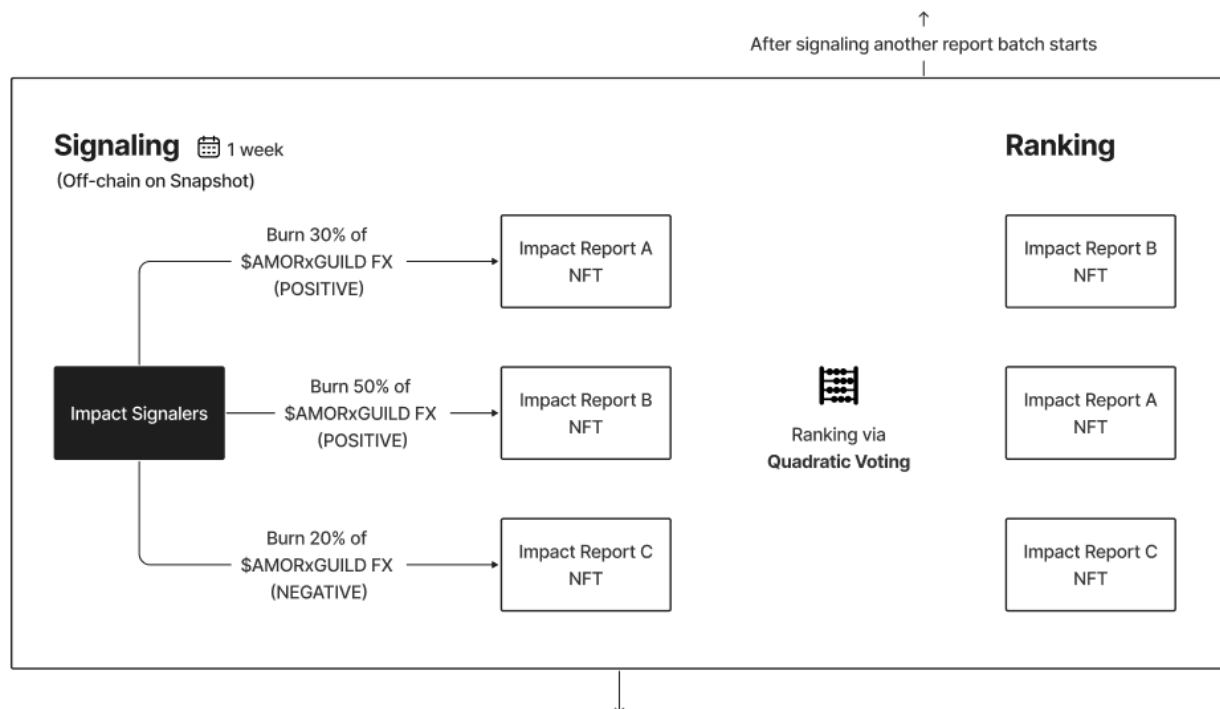 After signaling another report batch starts
Signaling
1 week
(Off-chain on Snapshot)
Ranking
Burn 30% of
$AMORxGUILD FX
(POSITIVE)
Impact Report A
NFT
Impact Report B
NFT
Impact Signalers
Burn 50% of
$AMORxGUILD FX
(POSITIVE)
Impact Report B
NFT
Ranking via
Quadratic Voting
Impact Report A
NFT
Burn 20% of
$AMORxGUILD FX
(NEGATIVE)
Impact Report C
NFT
Impact Report C
NFT